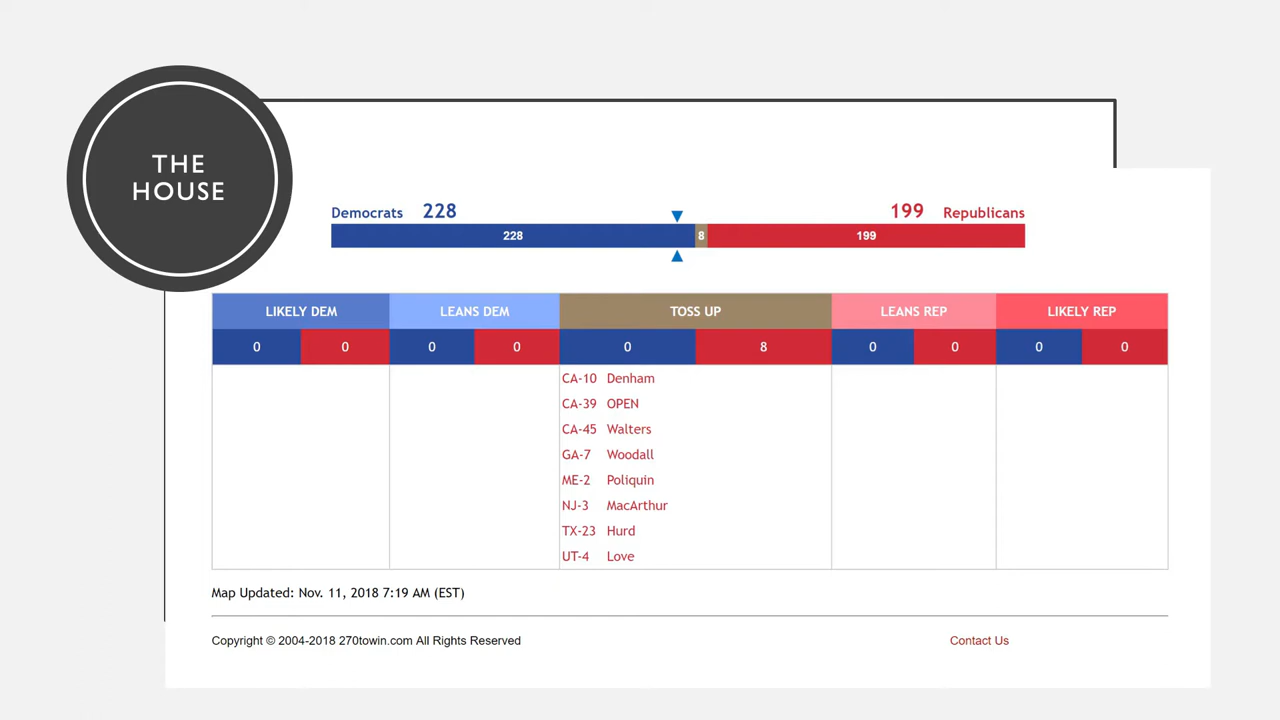 THE
HOUSE
Democrats 228
199 Republicans
228 8 199
LIKELY DEM LEANS DEM TOSS UP LEANS REP LIKELY REP
0 0 0 0 0 8 0 0 0 0
CA-10 Denham
CA-39 OPEN
CA-45 Walters
GA-7 Woodall
ME-2 Poliquin
NJ-3 MacArthur
TX-23 Hurd
UT-4 Love
Map Updated: Nov. 11, 2018 7:19 AM (EST)
Copyright © 2004-2018 270towin.com All Rights Reserved
Contact Us